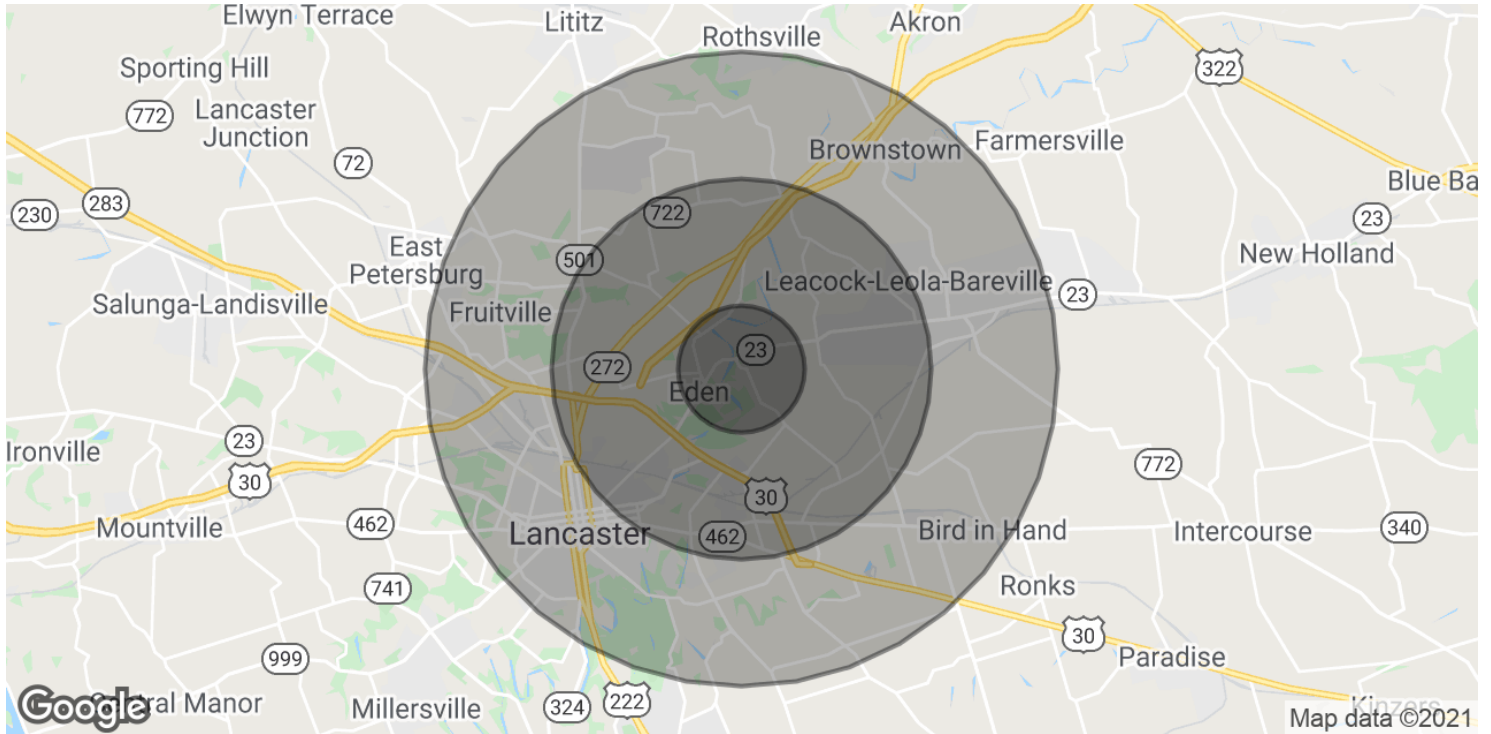 Elwyn Terrace
Lititz
Akron
Rothsville
322
Sporting Hill
772
Lancaster
Junction
72
Brownstown
Farmersville
Blue Ba
230
283
722
23
East
Petersburg
501
New Holland
Leacock-Leola-Bareville
23
Salunga-Landisville
Fruitville
23
272
Eden
Ironville
23
30
772
30
Mountville
462
Lancaster
462
Bird in Hand
Intercourse
340
741
Ronks
999
30
Paradise
Google
Central Manor
Millersville
324
222
Kinzers
Map data ©2021